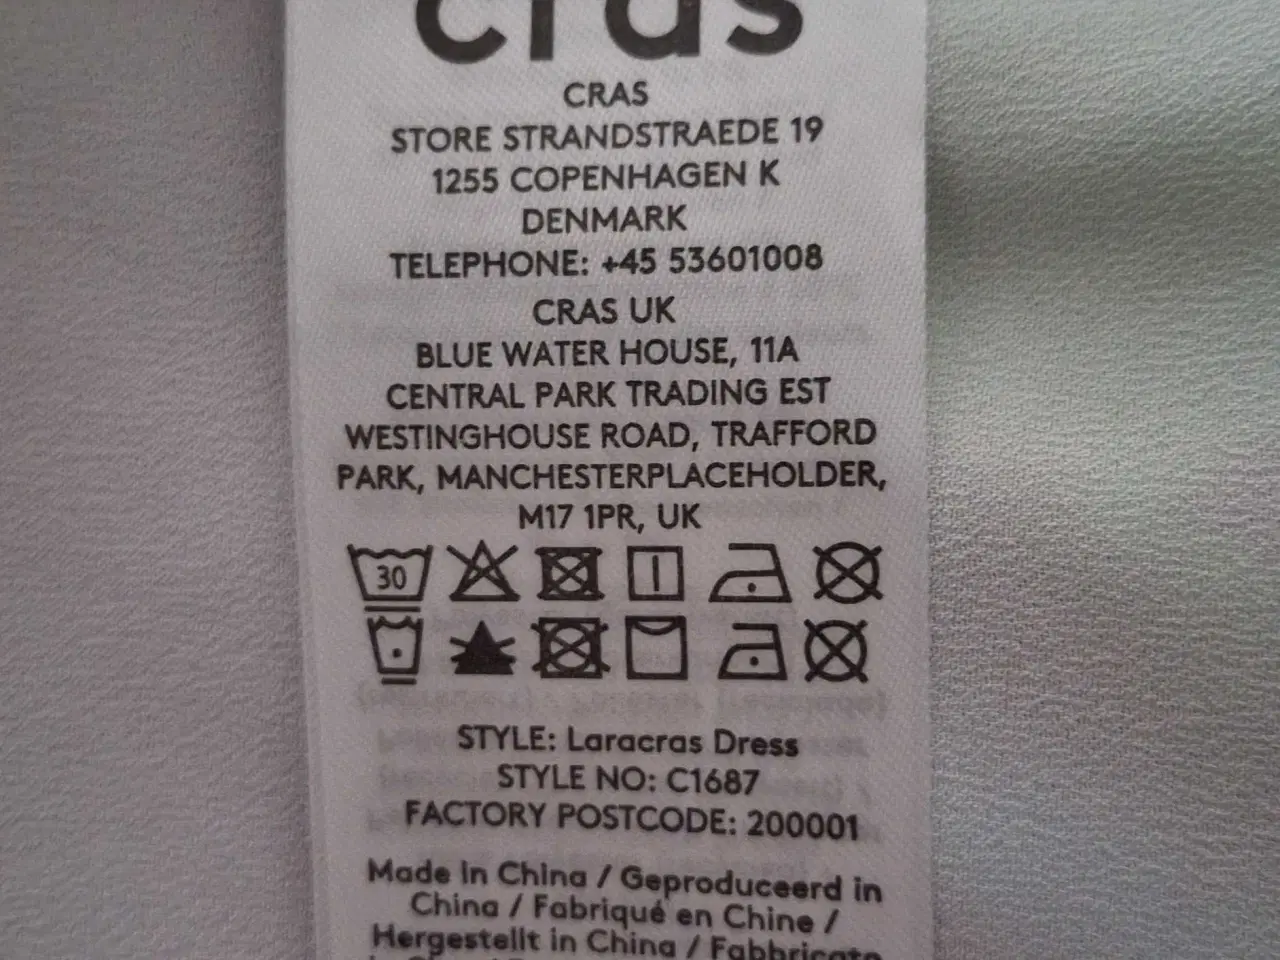 cras
CRAS
STORE STRANDSTRAEDE 19
1255 COPENHAGEN K
DENMARK
TELEPHONE: +45 53601008
CRAS UK
BLUE WATER HOUSE, 11A
CENTRAL PARK TRADING EST
WESTINGHOUSE ROAD, TRAFFORD
PARK, MANCHESTERPLACEHOLDER,
M17 1PR, UK
30
STYLE: Laracras Dress
STYLE NO: C1687
FACTORY POSTCODE: 200001
Made in China / Geproduceerd in
China / Fabriqué en Chine /
Hergestellt in China / Fabbricato